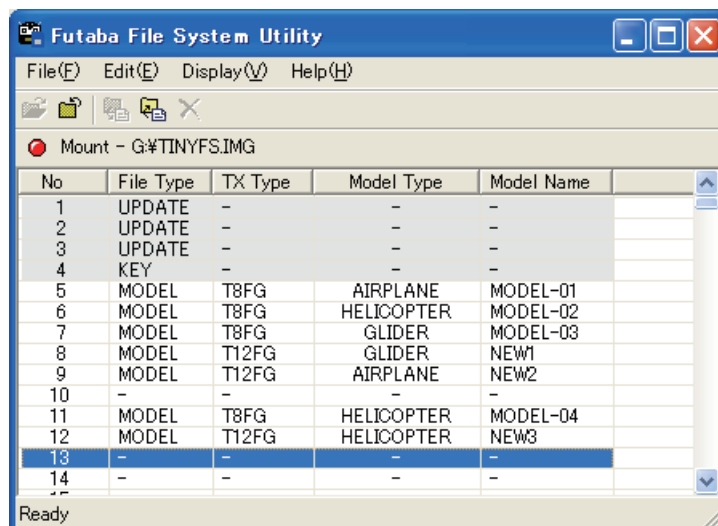 Futaba File System Utility
File(F) Edit(E) Display(V) Help(H)
Mount - G:¥TINYFS.IMG
No File Type TX Type Model Type Model Name
1 UPDATE - - -
2 UPDATE - - -
3 UPDATE - - -
4 KEY - - -
5 MODEL T8FG AIRPLANE MODEL-01
6 MODEL T8FG HELICOPTER MODEL-02
7 MODEL T8FG GLIDER MODEL-03
8 MODEL T12FG GLIDER NEW1
9 MODEL T12FG AIRPLANE NEW2
10 - - - -
11 MODEL T8FG HELICOPTER MODEL-04
12 MODEL T12FG HELICOPTER NEW3
13 - - - -
14 - - - -
Ready